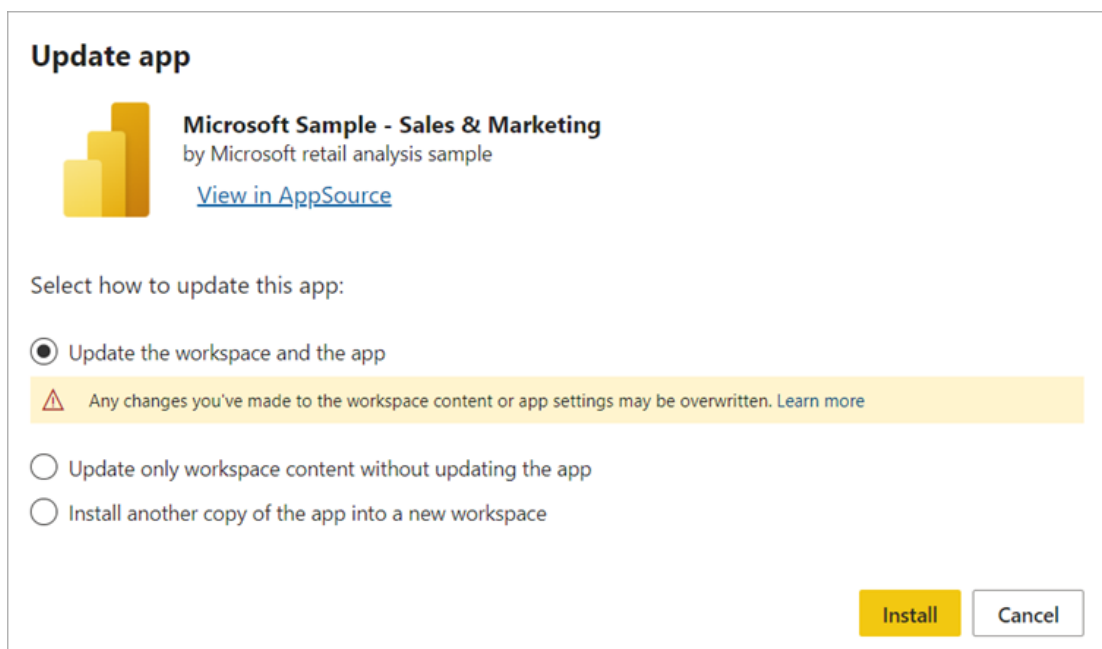 Update app
Microsoft Sample - Sales & Marketing
by Microsoft retail analysis sample
View in AppSource
Select how to update this app:
Update the workspace and the app
Any changes you've made to the workspace content or app settings may be overwritten. Learn more
Update only workspace content without updating the app
Install another copy of the app into a new workspace
Install Cancel